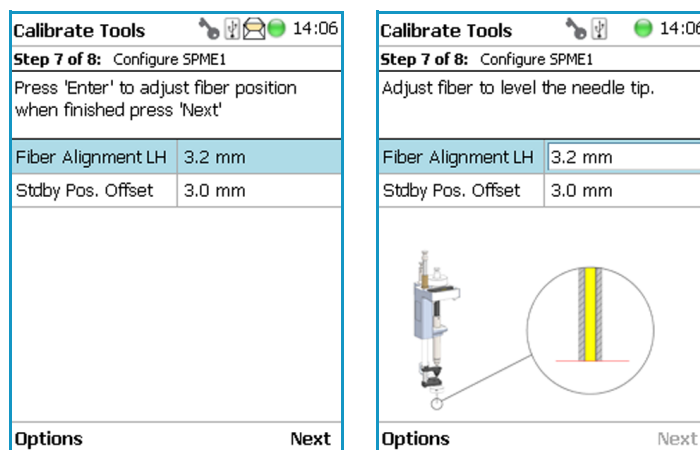 Calibrate Tools 14:06
Step 7 of 8: Configure SPME1
Press 'Enter' to adjust fiber position
when finished press 'Next'
Fiber Alignment LH 3.2 mm
Stdby Pos. Offset 3.0 mm
Options Next
Calibrate Tools 14:06
Step 7 of 8: Configure SPME1
Adjust fiber to level the needle tip.
Fiber Alignment LH 3.2 mm
Stdby Pos. Offset 3.0 mm
Options Next